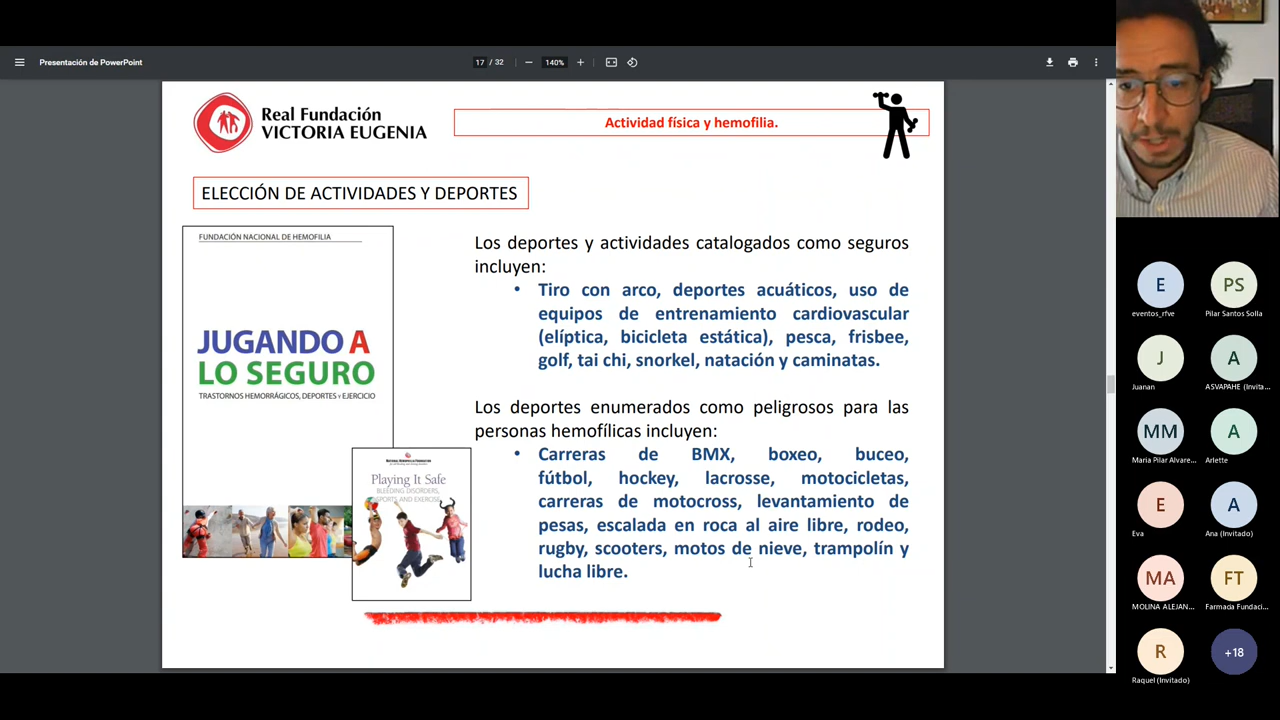 Presentación de PowerPoint
17 / 32
140%
Real Fundación
VICTORIA EUGENIA
Actividad física y hemofilia.
ELECCIÓN DE ACTIVIDADES Y DEPORTES
FUNDACIÓN NACIONAL DE HEMOFILIA
JUGANDO A
LO SEGURO
TRASTORNOS HEMORRÁGICOS, DEPORTES Y EJERCICIO
Playing It Safe
BLEEDING DISORDERS,
SPORTS AND EXERCISE
Los deportes y actividades catalogados como seguros
incluyen:
• Tiro con arco, deportes acuáticos, uso de
equipos de entrenamiento cardiovascular
(elíptica, bicicleta estática), pesca, frisbee,
golf, tai chi, snorkel, natación y caminatas.
Los deportes enumerados como peligrosos para las
personas hemofílicas incluyen:
• Carreras de BMX, boxeo, buceo,
fútbol, hockey, lacrosse, motocicletas,
carreras de motocross, levantamiento de
pesas, escalada en roca al aire libre, rodeo,
rugby, scooters, motos de nieve, trampolín y
lucha libre.
E
eventos_rfve
PS
Pilar Santos Solla
J
Juanan
A
ASVAPAHE (Invita...
MM
Maria Pilar Alvare...
A
Arlette
E
Eva
A
Ana (Invitado)
MA
MOLINA ALEJAN...
FT
Farmacia Fundaci...
R
Raquel (Invitado)
+18